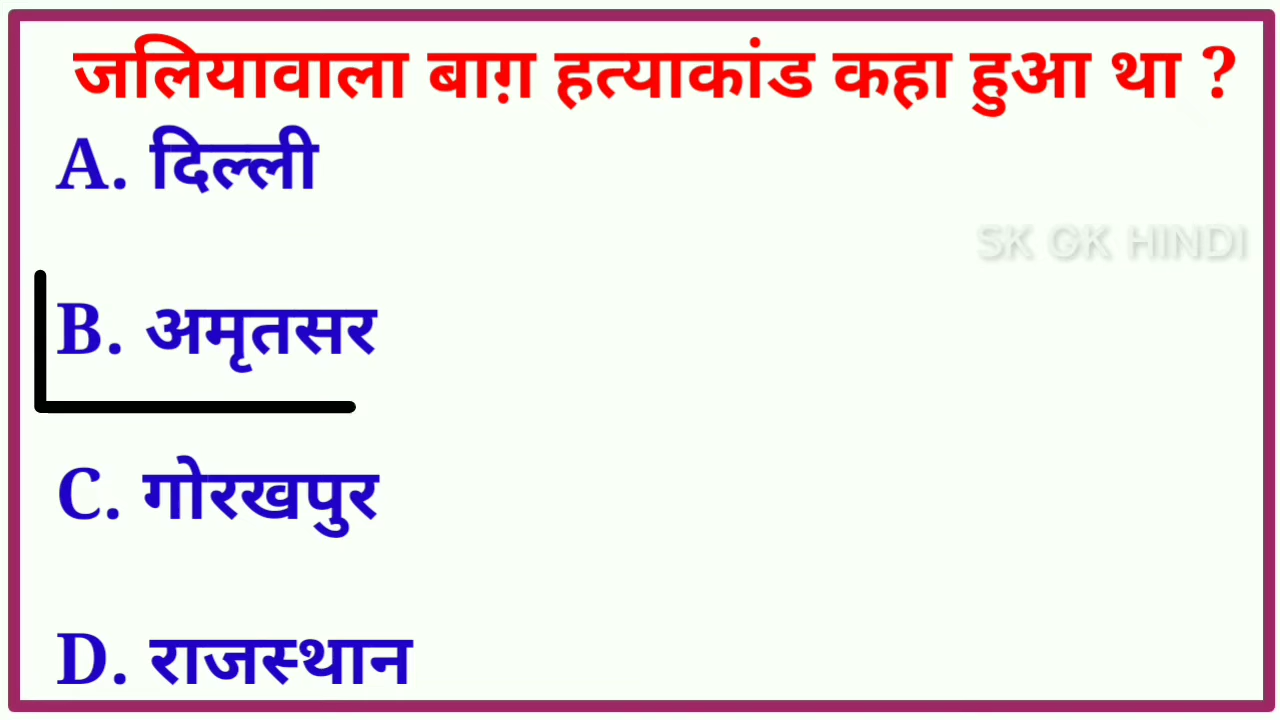 जलियावाला बाग़ हत्याकांड कहा हुआ था ?
A. दिल्ली
SK GK HINDI
B. अमृतसर
C. गोरखपुर
D. राजस्थान